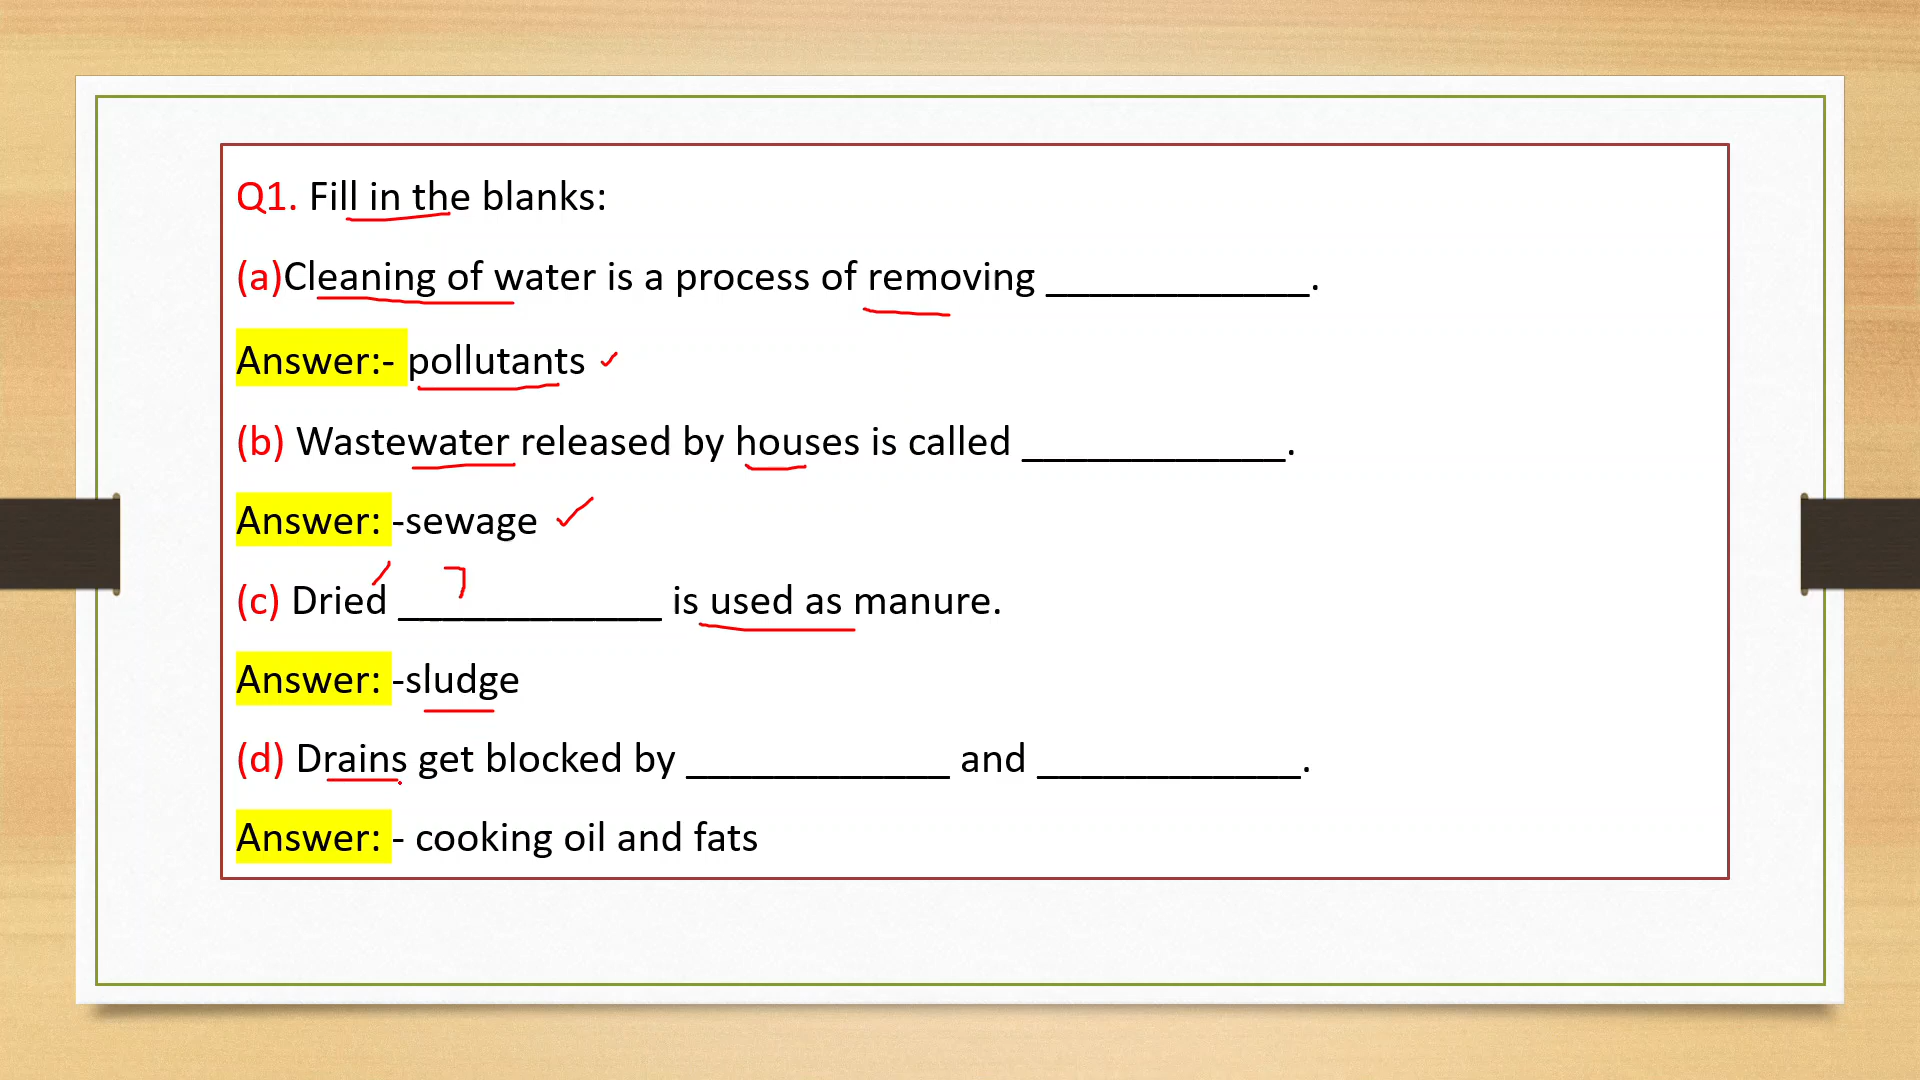 Q1. Fill in the blanks:
(a)Cleaning of water is a process of removing ____________.
Answer:- pollutants
(b) Wastewater released by houses is called ____________.
Answer: -sewage
(c) Dried ____________ is used as manure.
Answer: -sludge
(d) Drains get blocked by ____________ and ____________.
Answer: - cooking oil and fats